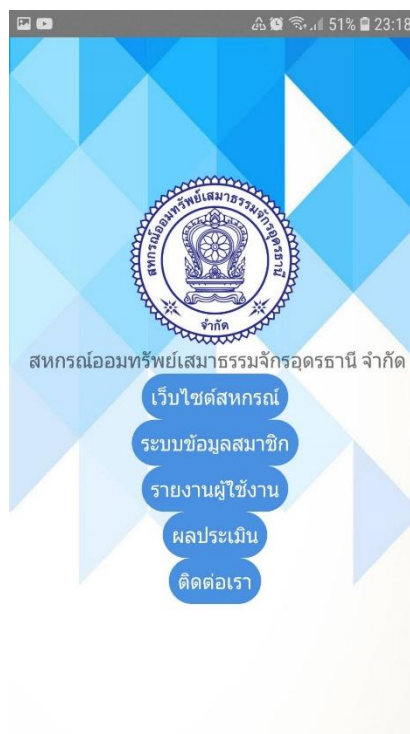 51% 23:18
สหกรณ์ออมทรัพย์เสมาธรรมจักรอุดรธานี
จำกัด
สหกรณ์ออมทรัพย์เสมาธรรมจักรอุดรธานี จำกัด
เว็บไซต์สหกรณ์
ระบบข้อมูลสมาชิก
รายงานผู้ใช้งาน
ผลประเมิน
ติดต่อเรา